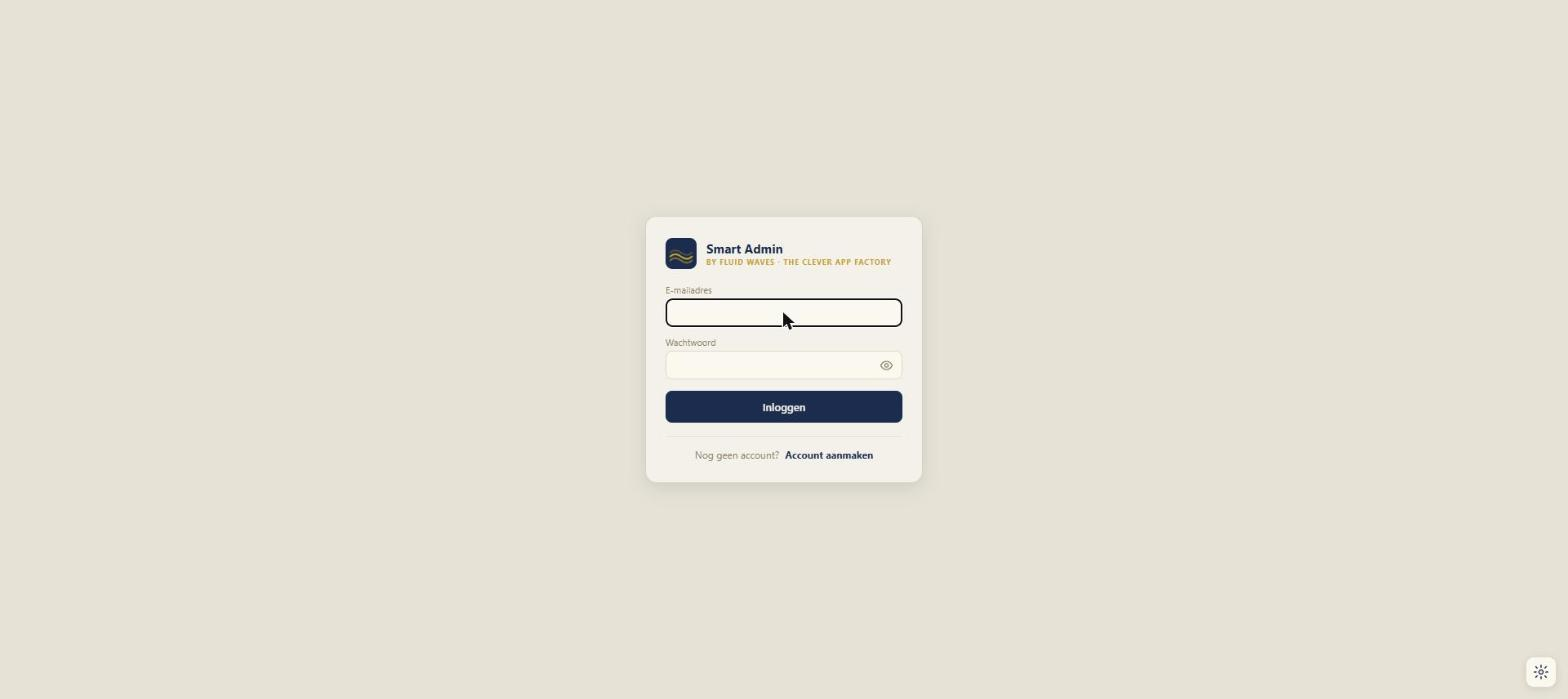 Smart Admin
BY FLUID WAVES · THE CLEVER APP FACTORY
E-mailadres
Wachtwoord
Inloggen
Nog geen account? Account aanmaken